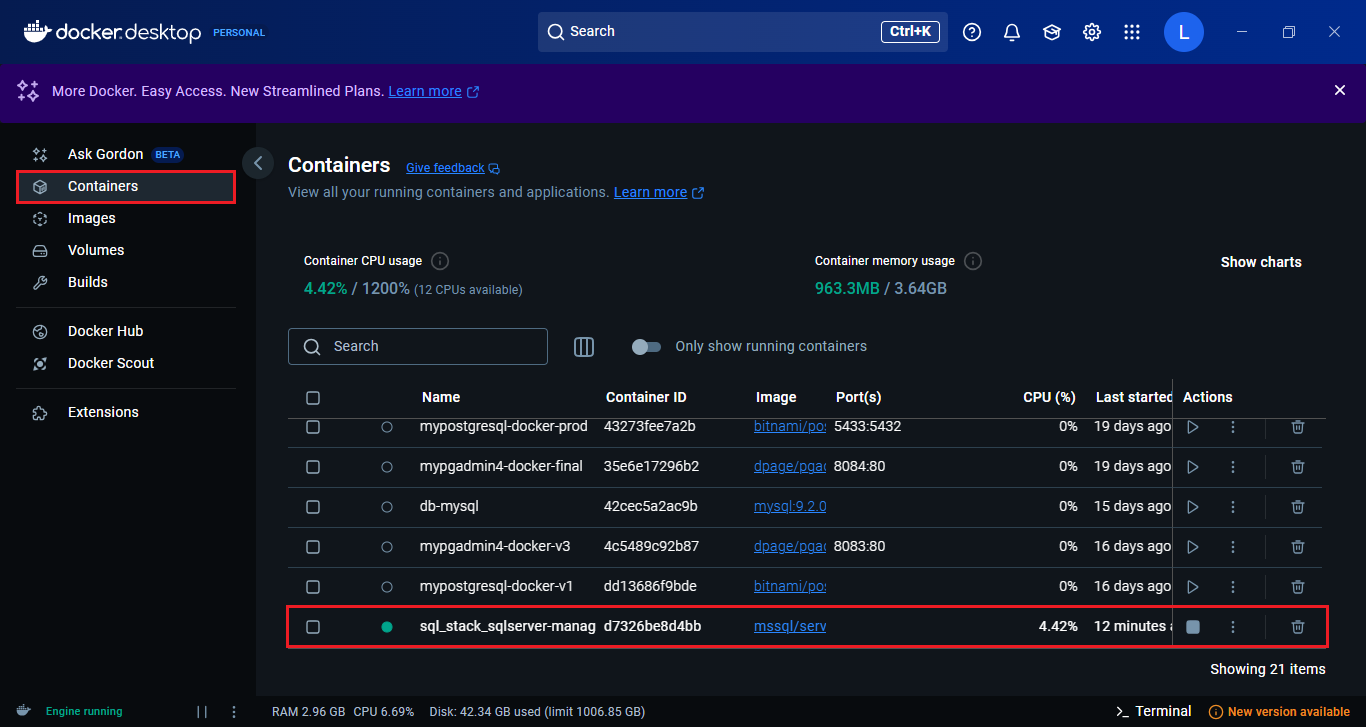 docker.desktop PERSONAL
Search Ctrl+K
L
More Docker. Easy Access. New Streamlined Plans. Learn more
Ask Gordon BETA
Containers
Images
Volumes
Builds
Docker Hub
Docker Scout
Extensions
Containers Give feedback
View all your running containers and applications. Learn more
Container CPU usage
4.42% / 1200% (12 CPUs available)
Container memory usage
963.3MB / 3.64GB
Show charts
Search
Only show running containers
Name Container ID Image Port(s) CPU (%) Last started Actions
mypostgresql-docker-prod 43273fee7a2b bitnami/po 5433:5432 0% 19 days ago
mypgadmin4-docker-final 35e6e17296b2 dpage/pgac 8084:80 0% 19 days ago
db-mysql 42cec5a2ac9b mysql:9.2.0 0% 15 days ago
mypgadmin4-docker-v3 4c5489c92b87 dpage/pgac 8083:80 0% 16 days ago
mypostgresql-docker-v1 dd13686f9bde bitnami/po 0% 16 days ago
sql_stack_sqlserver-manag d7326be8d4bb mssql/serv 4.42% 12 minutes a
Showing 21 items
Engine running
RAM 2.96 GB CPU 6.69% Disk: 42.34 GB used (limit 1006.85 GB)
Terminal
New version available